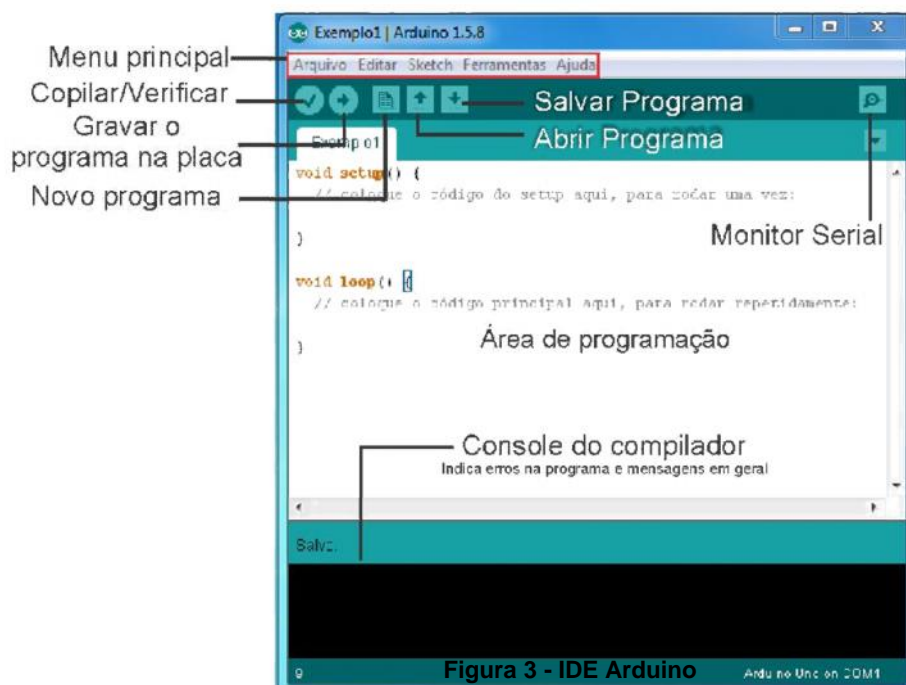 Exemplo1 | Arduino 1.5.8
Menu principal
Arquivo Editar Sketch Ferramentas Ajuda
Copilar/Verificar
Salvar Programa
Gravar o
programa na placa
Abrir Programa
Exemplo1
Novo programa
void setup() {
// coloque o código do setup aqui, para rodar uma vez:
Monitor Serial
}
void loop() {
// coloque o código principal aqui, para rodar repetidamente:
Área de programação
}
Console do compilador
Indica erros na programa e mensagens em geral
Salvo.
9
Figura 3 - IDE Arduino
Arduino Uno on COM1